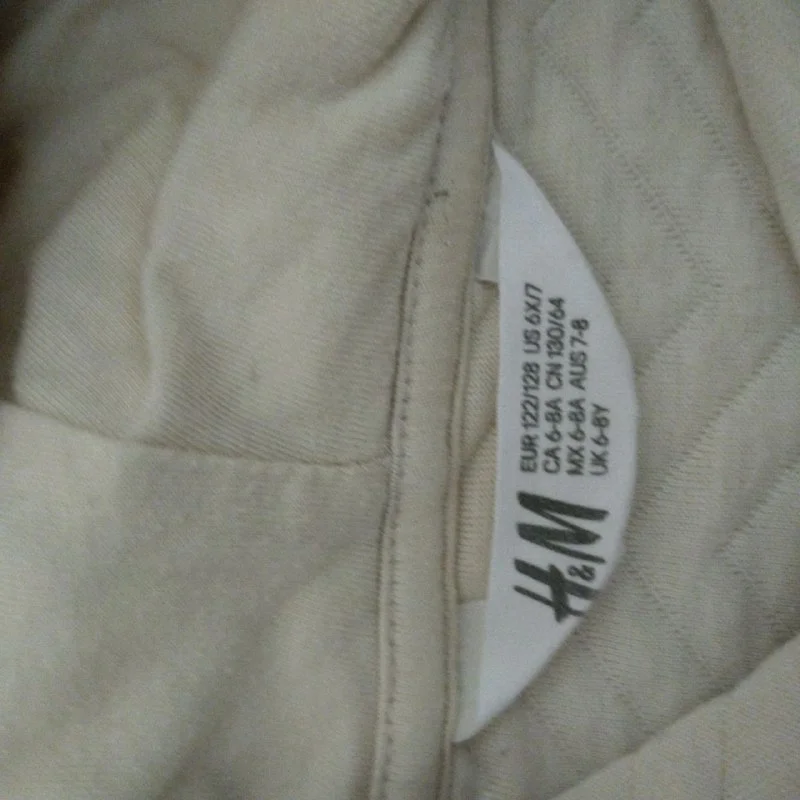 H&M
EUR 122/128 US 6X/7
CA 6-8A CN 130/64
MX 6-8A AUS 7-8
UK 6-8Y